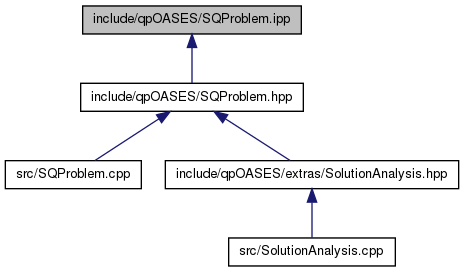 include/qpOASES/SQProblem.ipp
include/qpOASES/SQProblem.hpp
src/SQProblem.cpp
include/qpOASES/extras/SolutionAnalysis.hpp
src/SolutionAnalysis.cpp